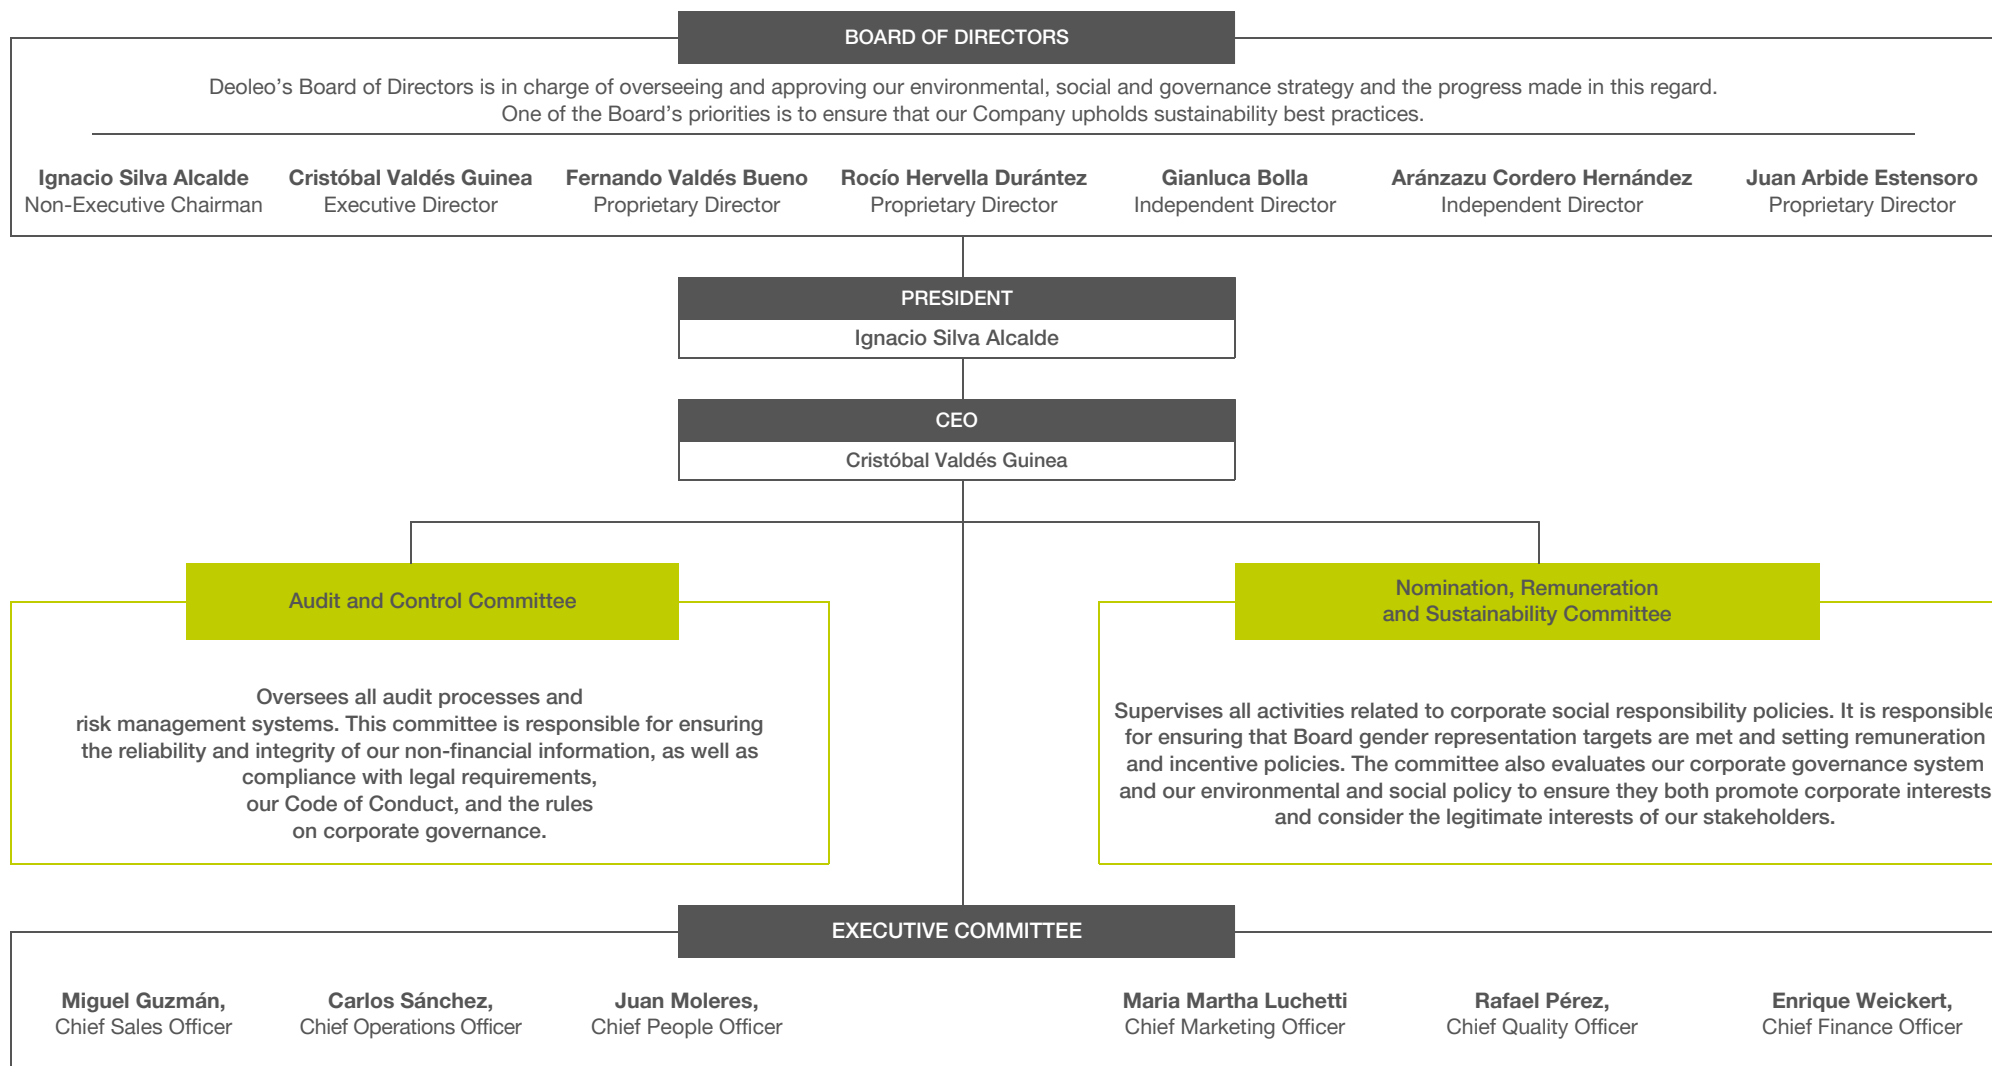 BOARD OF DIRECTORS
Deoleo’s Board of Directors is in charge of overseeing and approving our environmental, social and governance strategy and the progress made in this regard.
One of the Board’s priorities is to ensure that our Company upholds sustainability best practices.
Ignacio Silva Alcalde
Non-Executive Chairman
Cristóbal Valdés Guinea
Executive Director
Fernando Valdés Bueno
Proprietary Director
Rocío Hervella Durántez
Proprietary Director
Gianluca Bolla
Independent Director
Aránzazu Cordero Hernández
Independent Director
Juan Arbide Estensoro
Proprietary Director
PRESIDENT
Ignacio Silva Alcalde
CEO
Cristóbal Valdés Guinea
Audit and Control Committee
Oversees all audit processes and
risk management systems. This committee is responsible for ensuring
the reliability and integrity of our non-financial information, as well as
compliance with legal requirements,
our Code of Conduct, and the rules
on corporate governance.
Nomination, Remuneration
and Sustainability Committee
Supervises all activities related to corporate social responsibility policies. It is responsible
for ensuring that Board gender representation targets are met and setting remuneration
and incentive policies. The committee also evaluates our corporate governance system
and our environmental and social policy to ensure they both promote corporate interests
and consider the legitimate interests of our stakeholders.
EXECUTIVE COMMITTEE
Miguel Guzmán,
Chief Sales Officer
Carlos Sánchez,
Chief Operations Officer
Juan Moleres,
Chief People Officer
Maria Martha Luchetti
Chief Marketing Officer
Rafael Pérez,
Chief Quality Officer
Enrique Weickert,
Chief Finance Officer